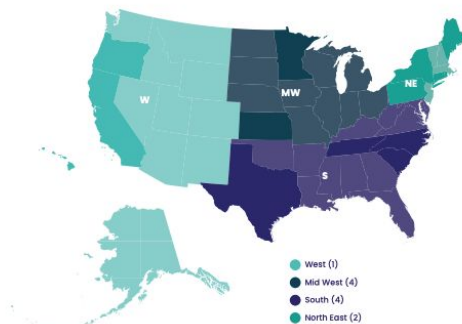 NE
MW
W
S
West (1)
Mid West (4)
South (4)
North East (2)